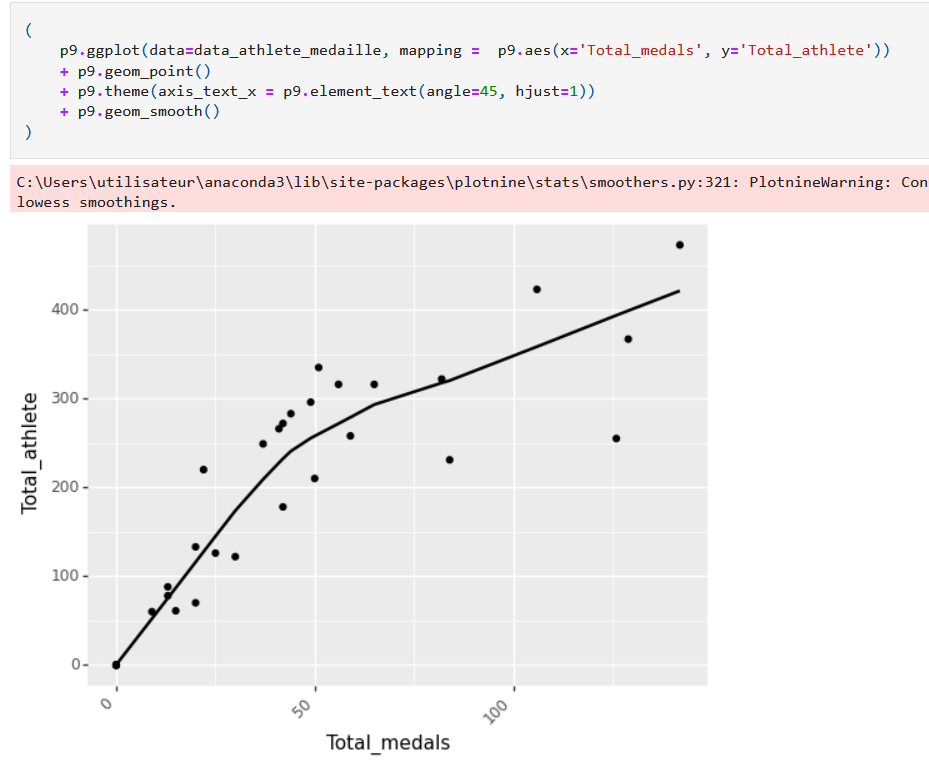 (
p9.ggplot(data=data_athlete_medaille, mapping = p9.aes(x='Total_medals', y='Total_athlete'))
+ p9.geom_point()
+ p9.theme(axis_text_x = p9.element_text(angle=45, hjust=1))
+ p9.geom_smooth()
)
C:\Users\utilisateur\anaconda3\lib\site-packages\plotnine\stats\smoothers.py:321: PlotnineWarning: Con
lowess smoothings.
400
300
200
100
0
Total_athlete
0
50
100
Total_medals